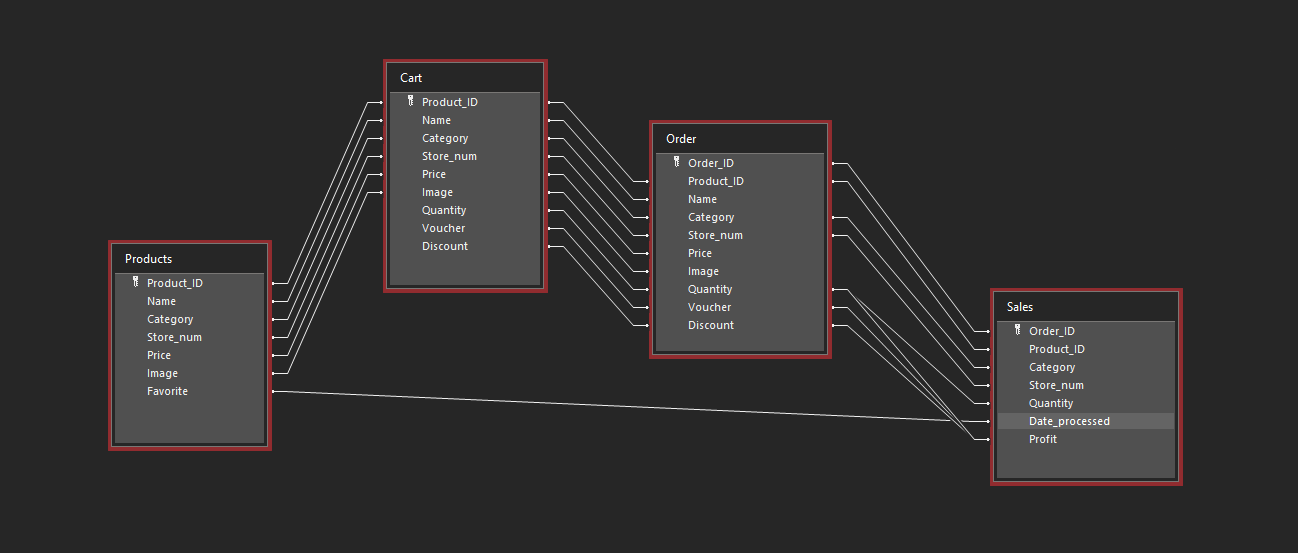 Cart
Product_ID
Name
Category
Store_num
Price
Image
Quantity
Voucher
Discount
Order
Order_ID
Product_ID
Name
Category
Store_num
Price
Image
Quantity
Voucher
Discount
Products
Product_ID
Name
Category
Store_num
Price
Image
Favorite
Sales
Order_ID
Product_ID
Category
Store_num
Quantity
Date_processed
Profit